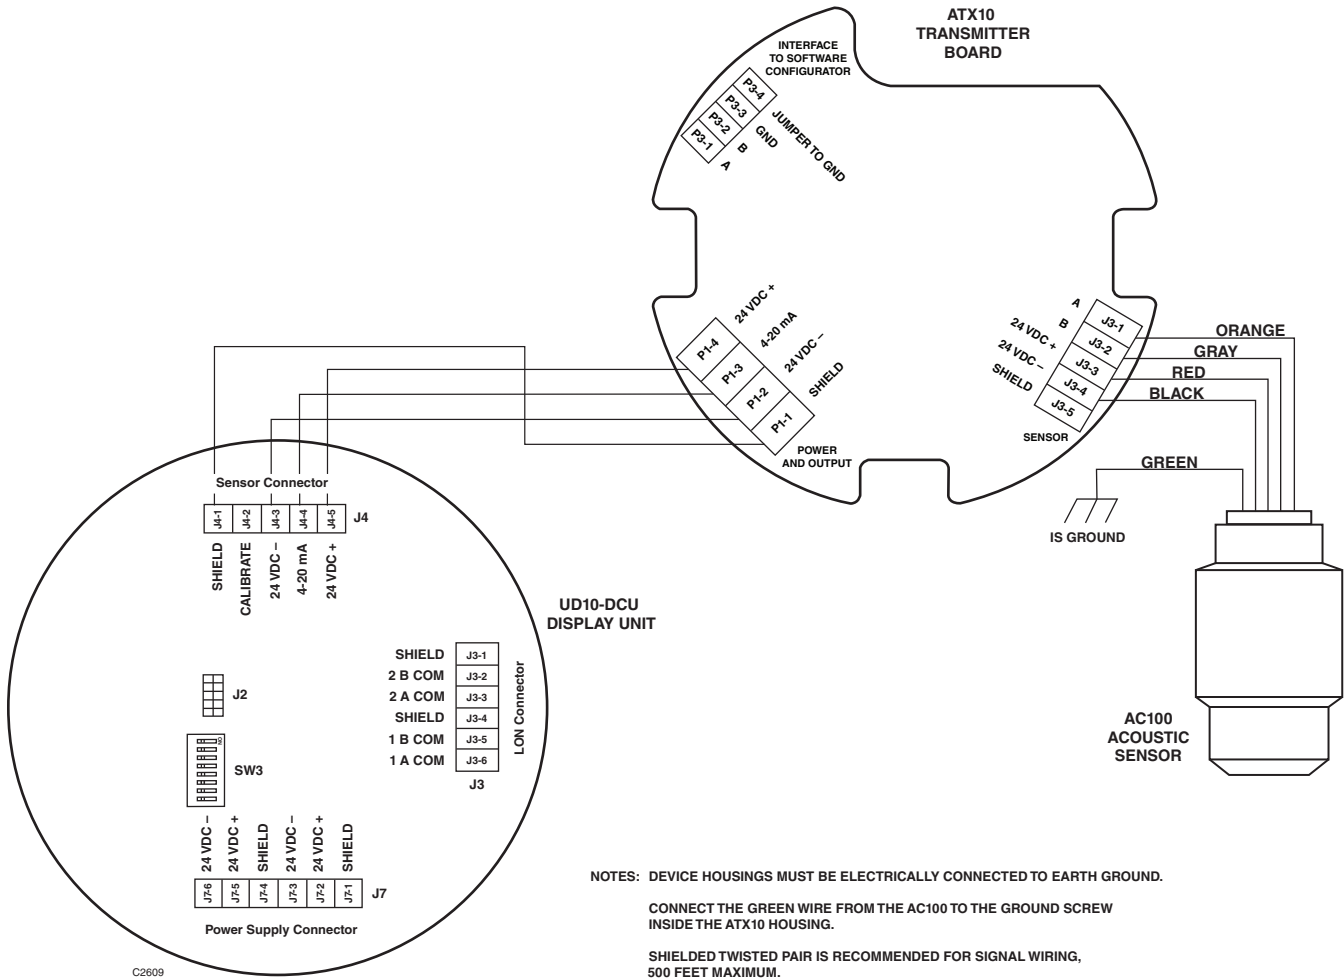 ATX10
TRANSMITTER
BOARD
INTERFACE
TO SOFTWARE
CONFIGURATOR
P3-4
P3-3
P3-2
P3-1
JUMPER TO GND
GND
B
A
24 VDC +
4-20 mA
24 VDC –
SHIELD
P1-4
P1-3
P1-2
P1-1
POWER
AND OUTPUT
A
B
24 VDC +
24 VDC –
SHIELD
J3-1
J3-2
J3-3
J3-4
J3-5
SENSOR
ORANGE
GRAY
RED
BLACK
GREEN
IS GROUND
AC100
ACOUSTIC
SENSOR
Sensor Connector
J4-1
J4-2
J4-3
J4-4
J4-5
J4
SHIELD
CALIBRATE
24 VDC –
4-20 mA
24 VDC +
UD10-DCU
DISPLAY UNIT
SHIELD J3-1
2 B COM J3-2
2 A COM J3-3
SHIELD J3-4
1 B COM J3-5
1 A COM J3-6
LON Connector
J3
J2
ON
SW3
24 VDC –
24 VDC +
SHIELD
24 VDC –
24 VDC +
SHIELD
J7-6
J7-5
J7-4
J7-3
J7-2
J7-1
J7
Power Supply Connector
C2609
NOTES: DEVICE HOUSINGS MUST BE ELECTRICALLY CONNECTED TO EARTH GROUND.
CONNECT THE GREEN WIRE FROM THE AC100 TO THE GROUND SCREW
INSIDE THE ATX10 HOUSING.
SHIELDED TWISTED PAIR IS RECOMMENDED FOR SIGNAL WIRING,
500 FEET MAXIMUM.